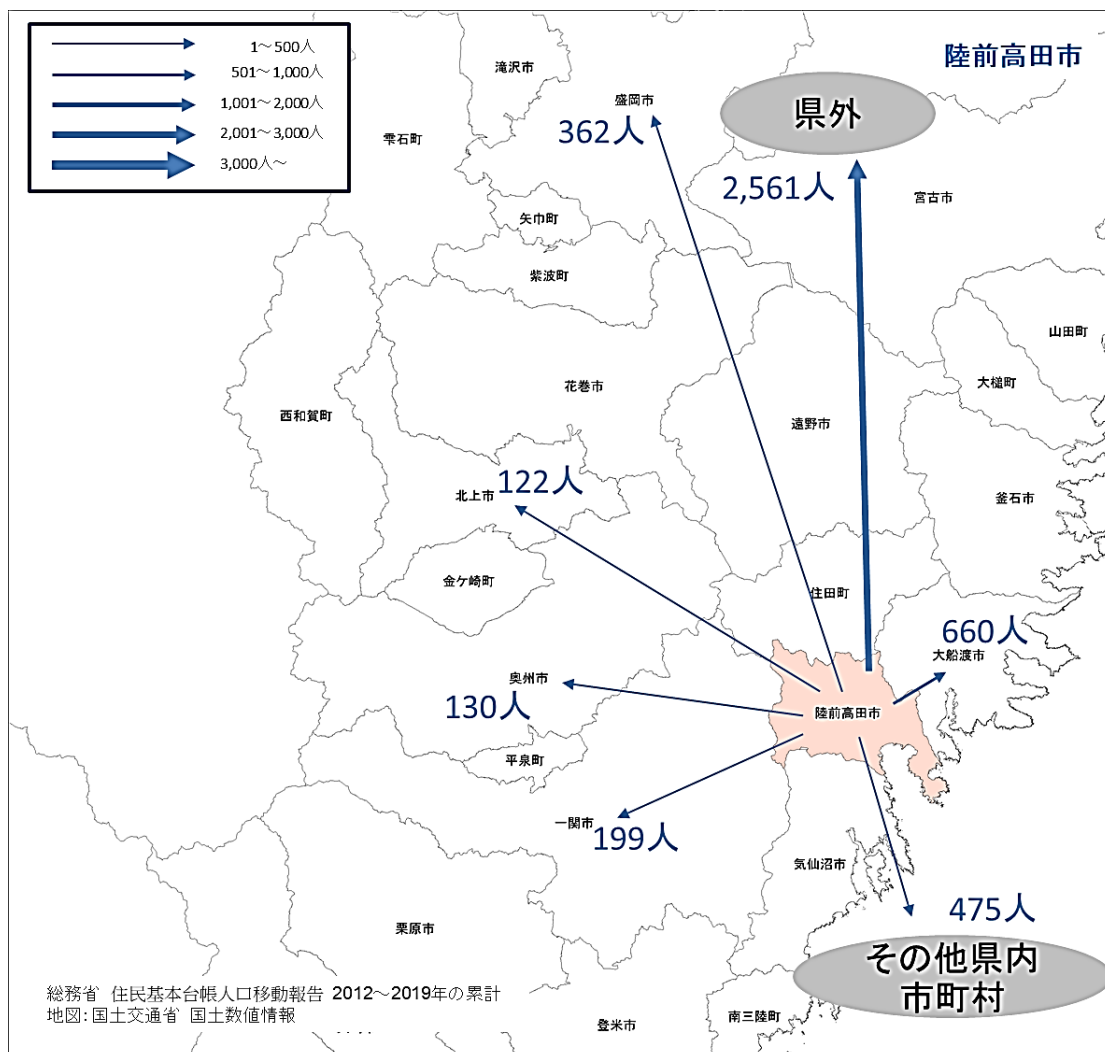 1～500人
501～1,000人
1,001～2,000人
2,001～3,000人
3,000人～
陸前高田市
県外
2,561人
滝沢市
盛岡市
362人
雫石町
宮古市
矢巾町
紫波町
山田町
大槌町
花巻市
西和賀町
遠野市
122人
北上市
釜石市
金ケ崎町
住田町
660人
大船渡市
奥州市
130人
陸前高田市
平泉町
一関市
199人
気仙沼市
475人
栗原市
その他県内
市町村
総務省 住民基本台帳人口移動報告 2012～2019年の累計
地図：国土交通省 国土数値情報
登米市
南三陸町